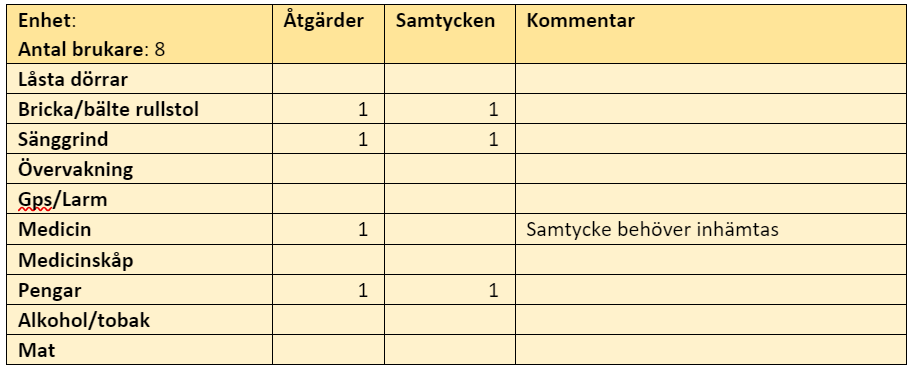 Enhet: Åtgärder Samtycken Kommentar
Antal brukare: 8
Låsta dörrar
Bricka/bälte rullstol 1 1
Sänggrind 1 1
Övervakning
Gps/Larm
Medicin 1 Samtycke behöver inhämtas
Medicinskåp
Pengar 1 1
Alkohol/tobak
Mat